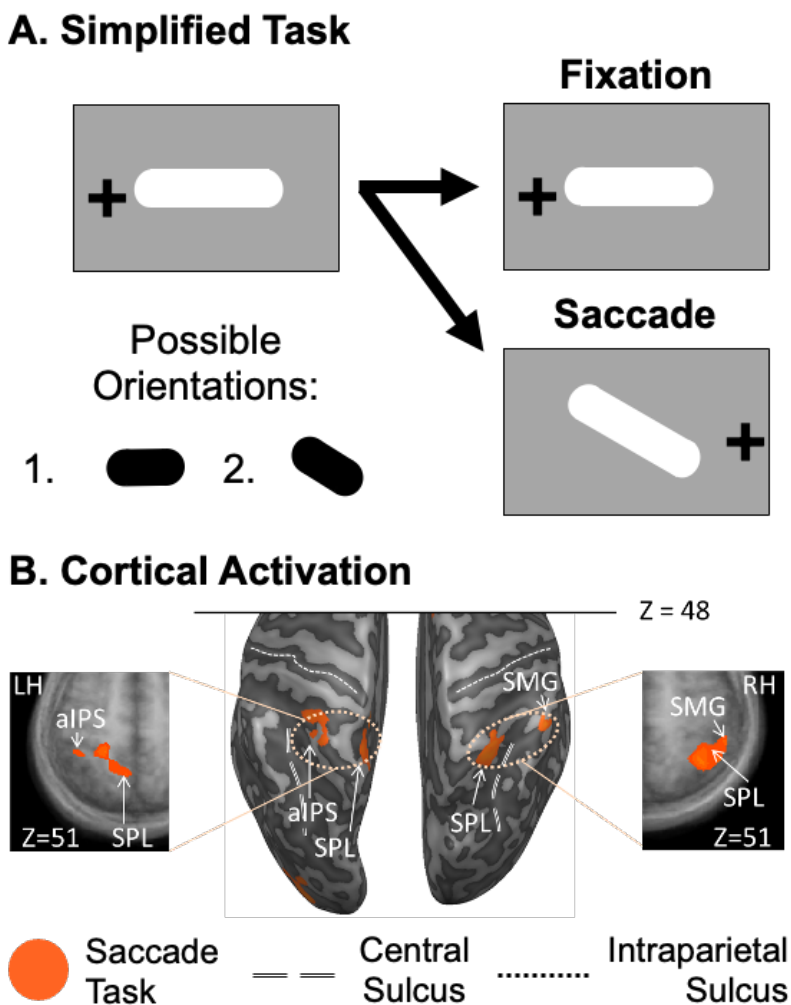 A. Simplified Task
Fixation
+
+
Saccade
+
Possible
Orientations:
1.
2.
B. Cortical Activation
Z = 48
LH
aIPS
SPL
Z=51
aIPS
SPL
SMG
SPL
RH
SMG
SPL
Z=51
Saccade
Task
Central
Sulcus
Intraparietal
Sulcus